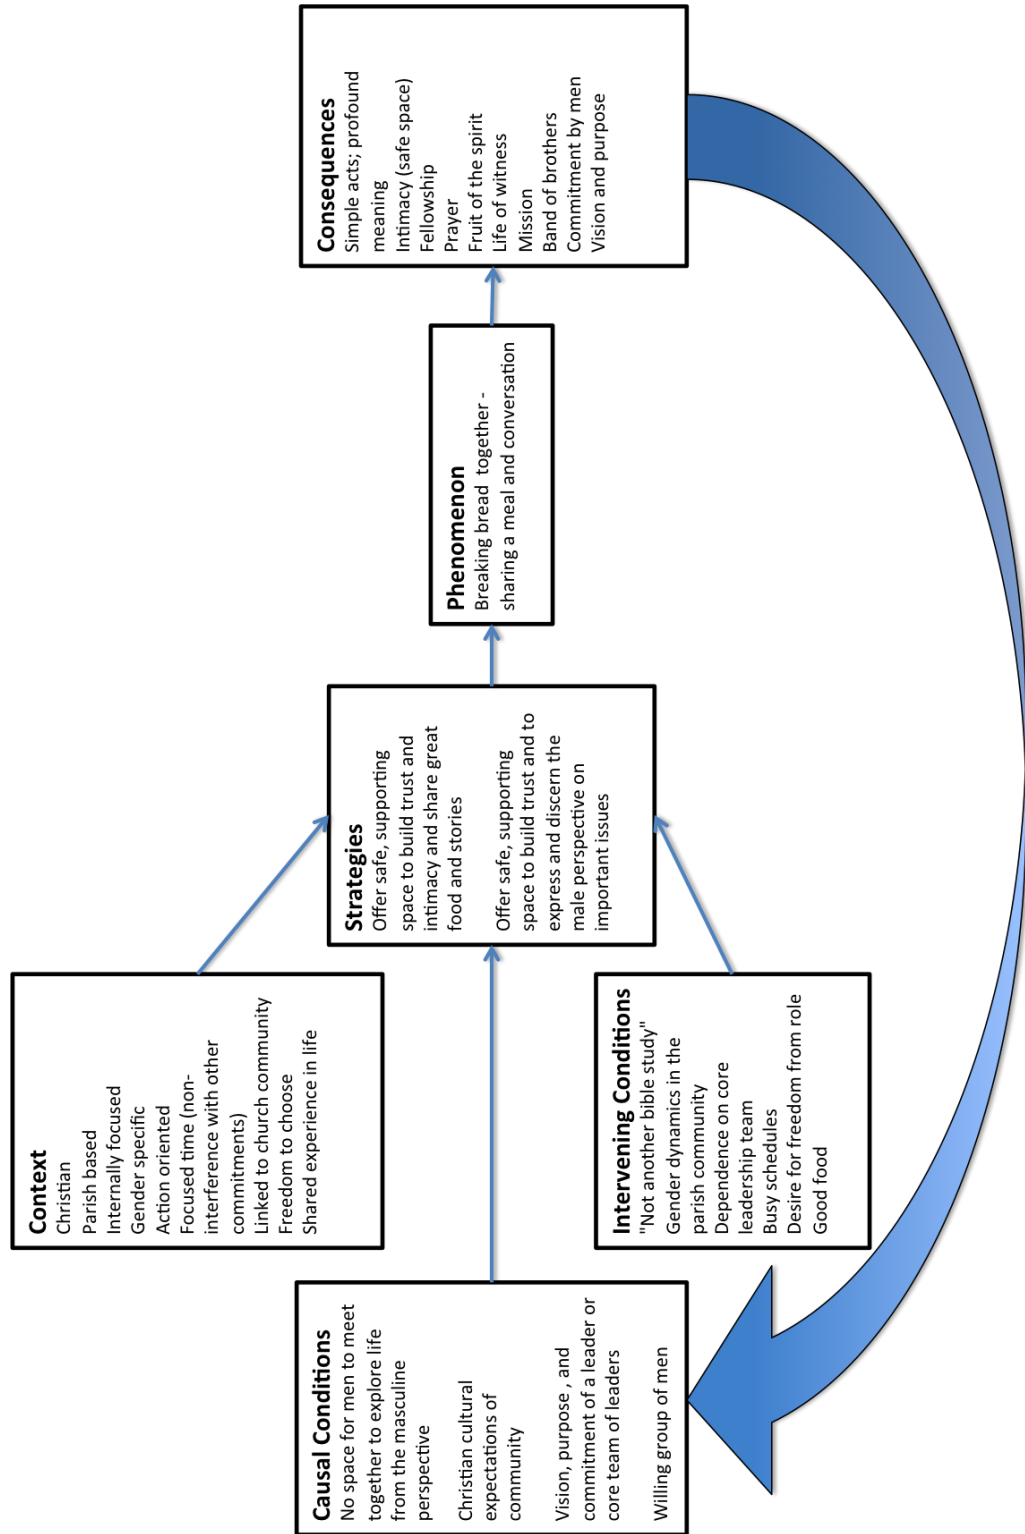 Causal Conditions
No space for men to meet
together to explore life
from the masculine
perspective
Christian cultural
expectations of
community
Vision, purpose , and
commitment of a leader or
core team of leaders
Willing group of men
Context
Christian
Parish based
Internally focused
Gender specific
Action oriented
Focused time (non-
interference with other
commitments)
Linked to church community
Freedom to choose
Shared experience in life
Intervening Conditions
"Not another bible study"
Gender dynamics in the
parish community
Dependence on core
leadership team
Busy schedules
Desire for freedom from role
Good food
Strategies
Offer safe, supporting
space to build trust and
intimacy and share great
food and stories
Offer safe, supporting
space to build trust and to
express and discern the
male perspective on
important issues
Phenomenon
Breaking bread  together -
sharing a meal and conversation
Consequences
Simple acts; profound
meaning
Intimacy (safe space)
Fellowship
Prayer
Fruit of the spirit
Life of witness
Mission
Band of brothers
Commitment by men
Vision and purpose